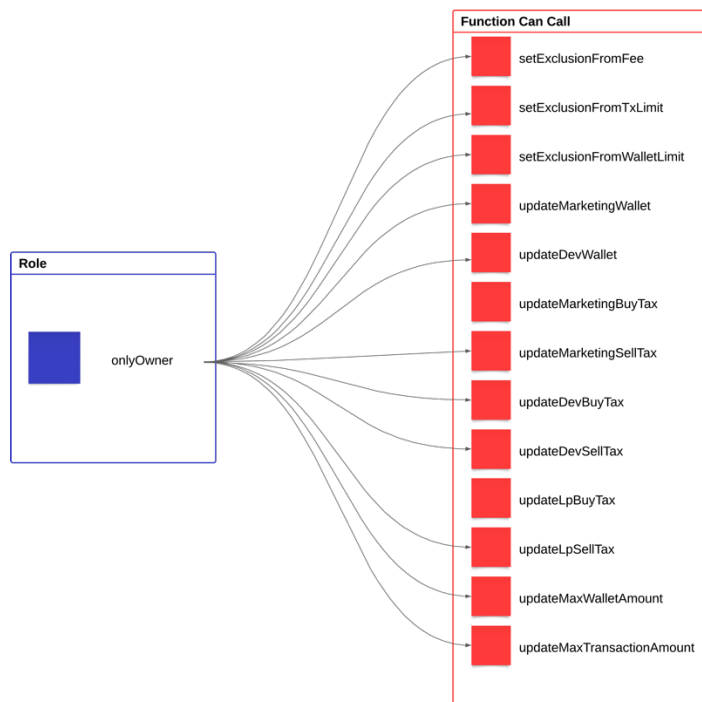 Function Can Call
setExclusionFromFee
setExclusionFromTxLimit
setExclusionFromWalletLimit
updateMarketingWallet
Role
updateDevWallet
updateMarketingBuyTax
onlyOwner
updateMarketingSellTax
updateDevBuyTax
updateDevSellTax
updateLpBuyTax
updateLpSellTax
updateMaxWalletAmount
updateMaxTransactionAmount